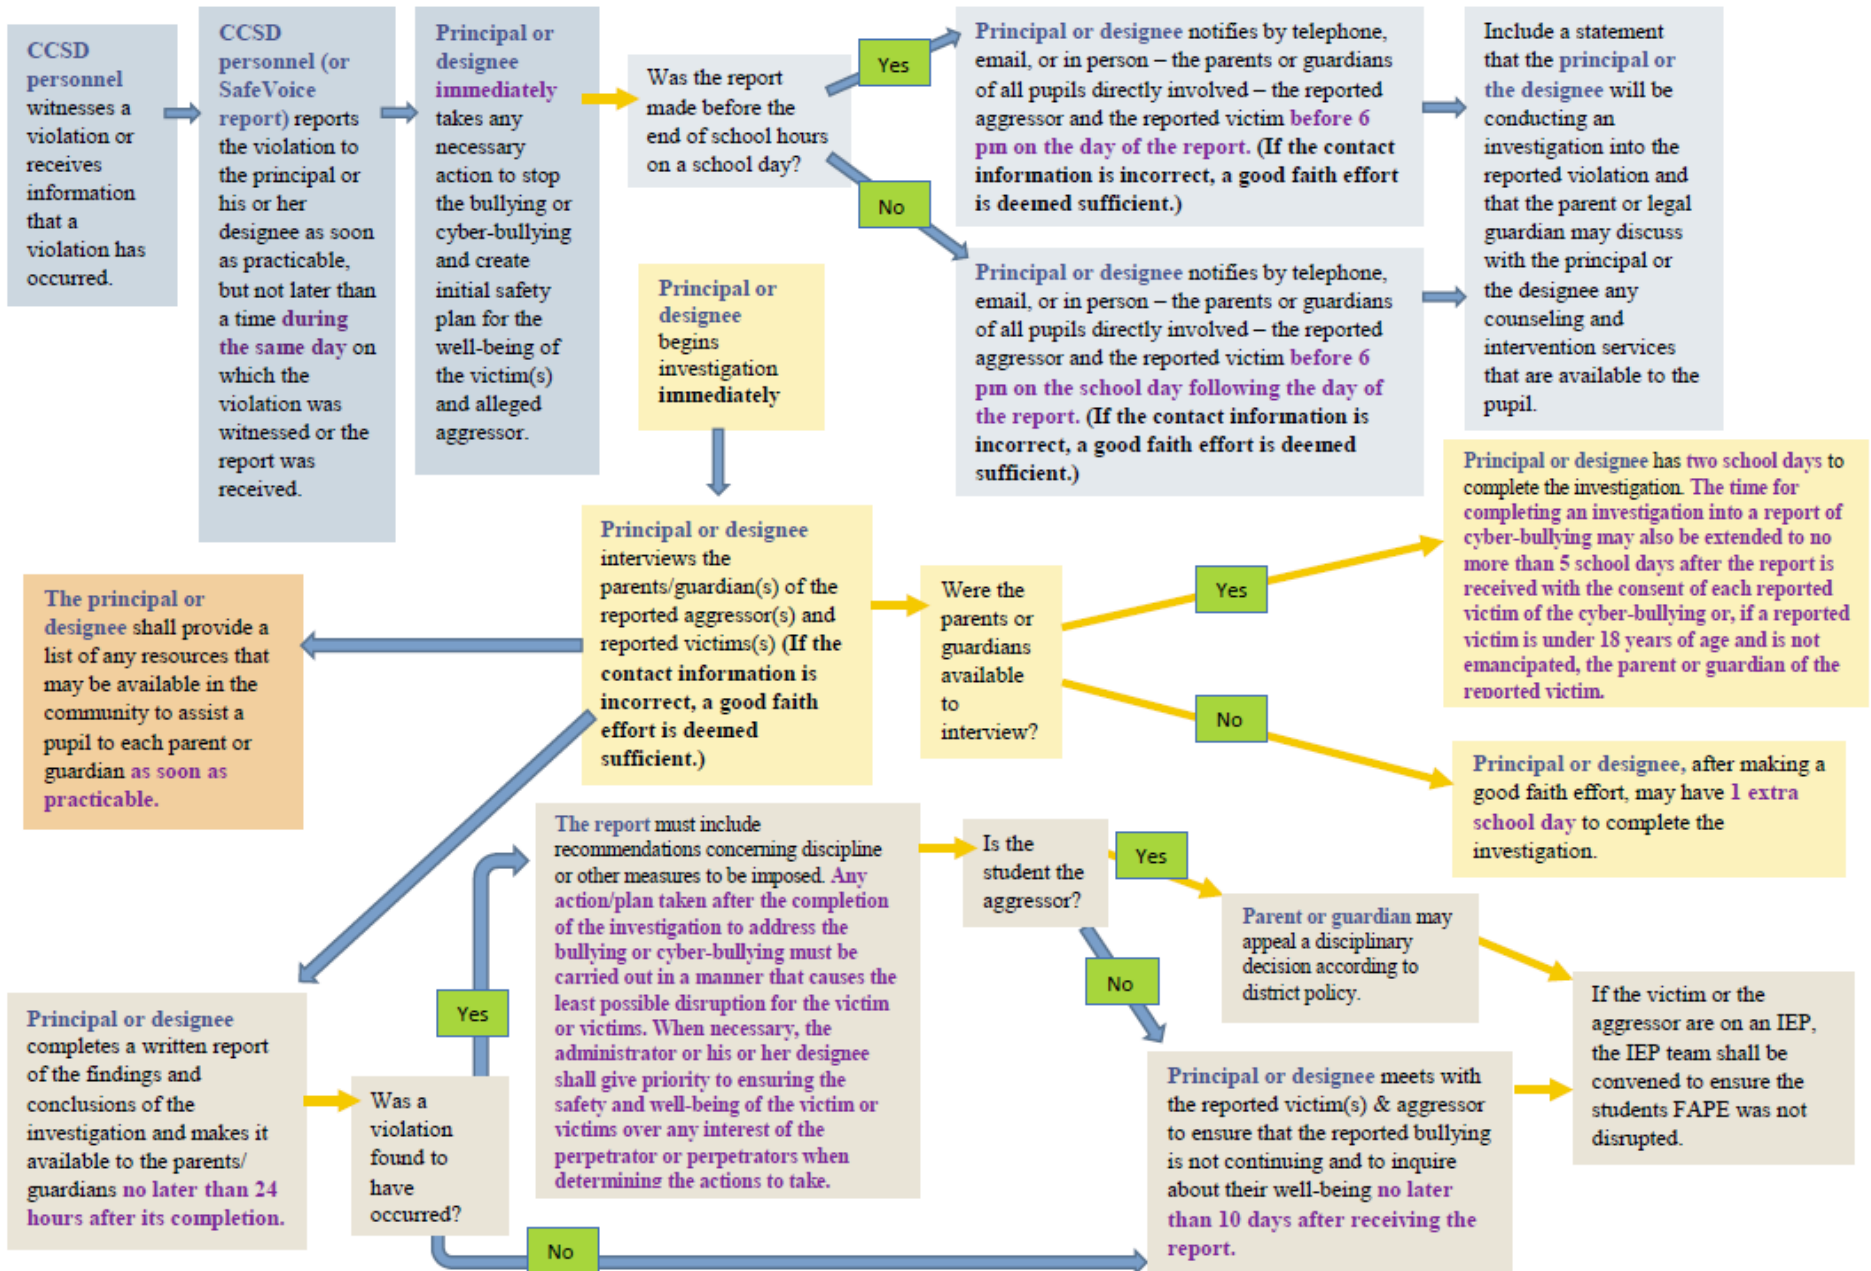 CCSD
personnel
witnesses a
violation or
receives
information
that a
violation has
occurred.
CCSD
personnel (or
SafeVoice
report) reports
the violation to
the principal or
his or her
designee as soon
as practicable,
but not later than
a time during
the same day on
which the
violation was
witnessed or the
report was
received.
Principal or
designee
immediately
takes any
necessary
action to stop
the bullying or
cyber-bullying
and create
initial safety
plan for the
well-being of
the victim(s)
and alleged
aggressor.
Was the report
made before the
end of school hours
on a school day?
Yes
No
Principal or designee notifies by telephone,
email, or in person – the parents or guardians
of all pupils directly involved – the reported
aggressor and the reported victim before 6
pm on the day of the report. (If the contact
information is incorrect, a good faith effort
is deemed sufficient.)
Principal or designee notifies by telephone,
email, or in person – the parents or guardians
of all pupils directly involved – the reported
aggressor and the reported victim before 6
pm on the school day following the day of
the report. (If the contact information is
incorrect, a good faith effort is deemed
sufficient.)
Include a statement
that the principal or
the designee will be
conducting an
investigation into the
reported violation and
that the parent or legal
guardian may discuss
with the principal or
the designee any
counseling and
intervention services
that are available to the
pupil.
Principal or
designee
begins
investigation
immediately
Principal or designee
interviews the
parents/guardian(s) of the
reported aggressor(s) and
reported victims(s) (If the
contact information is
incorrect, a good faith
effort is deemed
sufficient.)
Were the
parents or
guardians
available
to
interview?
Yes
No
Principal or designee has two school days to
complete the investigation. The time for
completing an investigation into a report of
cyber-bullying may also be extended to no
more than 5 school days after the report is
received with the consent of each reported
victim of the cyber-bullying or, if a reported
victim is under 18 years of age and is not
emancipated, the parent or guardian of the
reported victim.
Principal or designee, after making a
good faith effort, may have 1 extra
school day to complete the
investigation.
The principal or
designee shall provide a
list of any resources that
may be available in the
community to assist a
pupil to each parent or
guardian as soon as
practicable.
Principal or designee
completes a written report
of the findings and
conclusions of the
investigation and makes it
available to the parents/
guardians no later than 24
hours after its completion.
Was a
violation
found to
have
occurred?
Yes
No
The report must include
recommendations concerning discipline
or other measures to be imposed. Any
action/plan taken after the completion
of the investigation to address the
bullying or cyber-bullying must be
carried out in a manner that causes the
least possible disruption for the victim
or victims. When necessary, the
administrator or his or her designee
shall give priority to ensuring the
safety and well-being of the victim or
victims over any interest of the
perpetrator or perpetrators when
determining the actions to take.
Is the
student the
aggressor?
Yes
No
Parent or guardian may
appeal a disciplinary
decision according to
district policy.
Principal or designee meets with
the reported victim(s) & aggressor
to ensure that the reported bullying
is not continuing and to inquire
about their well-being no later
than 10 days after receiving the
report.
If the victim or the
aggressor are on an IEP,
the IEP team shall be
convened to ensure the
students FAPE was not
disrupted.